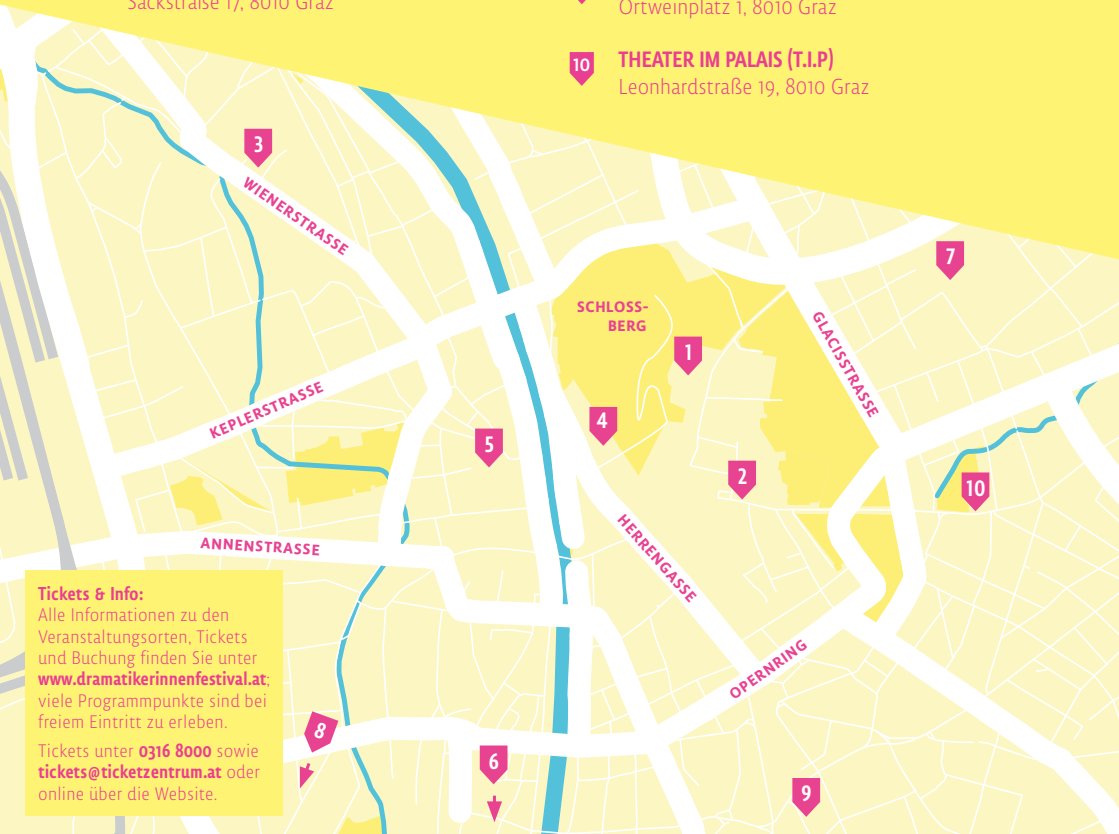 Sackstraße 17, 8010 Graz
Ortweinplatz 1, 8010 Graz
10 THEATER IM PALAIS (T.I.P)
Leonhardstraße 19, 8010 Graz
3
WIENERSTRASSE
7
SCHLOSS-
BERG
1
GLACISSTRASSE
KEPLERSTRASSE
4
5
2
10
HERRENGASSE
ANNENSTRASSE
OPERNRING
8
6
9
Tickets & Info:
Alle Informationen zu den
Veranstaltungsorten, Tickets
und Buchung finden Sie unter
www.dramatikerinnenfestival.at;
viele Programmpunkte sind bei
freiem Eintritt zu erleben.
Tickets unter 0316 8000 sowie
tickets@ticketzentrum.at oder
online über die Website.